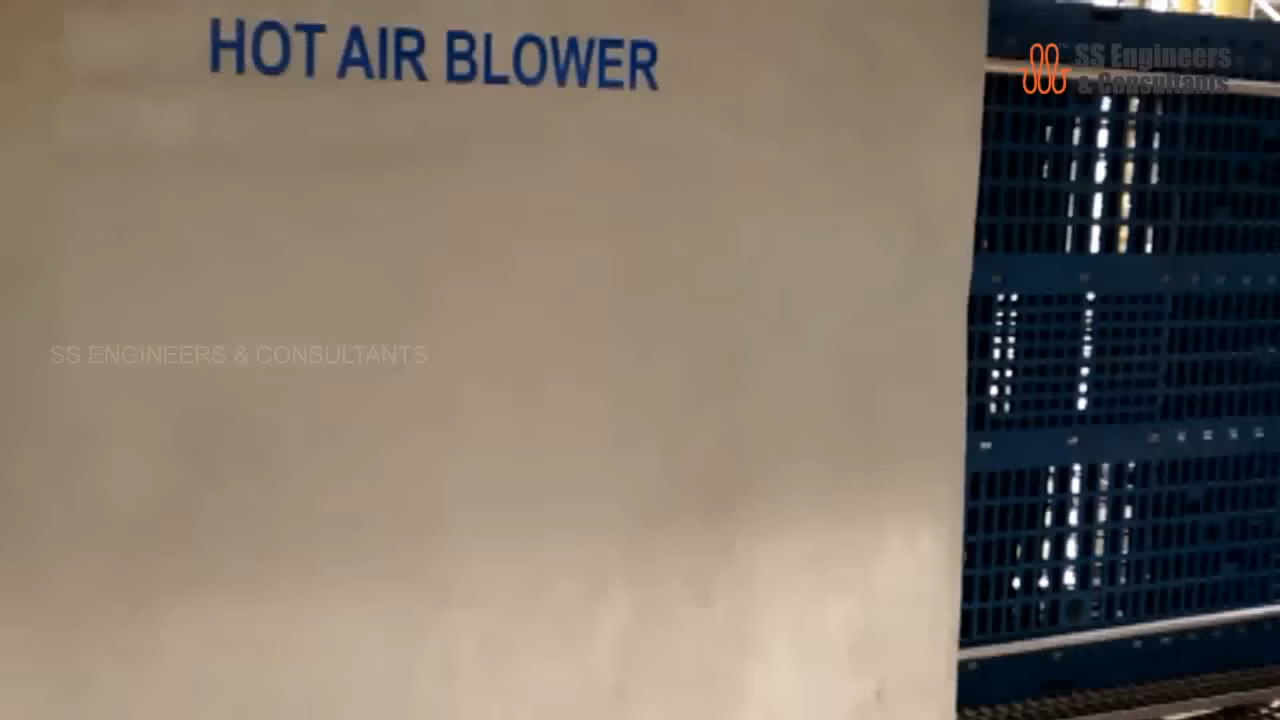 HOT AIR BLOWER
SS Engineers
& Consultants
SS ENGINEERS & CONSULTANTS